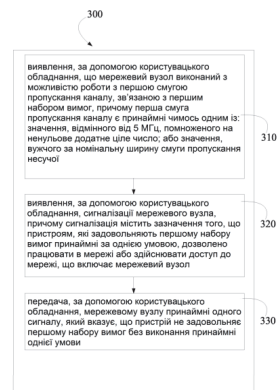 300
виявлення, за допомогою користувацького
обладнання, що мережевий вузол виконаний з
можливістю роботи з першою смугою
пропускання каналу, зв'язаною з першим
набором вимог, причому перша смуга
пропускання каналу є принаймні чимось одним із:
значення, відмінного від 5 МГц, помноженого на
ненульове додатне ціле число; або значення,
вужчого за номінальну ширину смуги пропускання
несучої
310
виявлення, за допомогою користувацького
обладнання, сигналізації мережевого вузла,
причому сигналізація містить зазначення того, що
пристроям, які задовольняють першому набору
вимог принаймні за однією умовою, дозволено
працювати в мережі або здійснювати доступ до
мережі, що включає мережевий вузол
320
передача, за допомогою користувацького
обладнання, мережевому вузлу принаймні одного
сигналу, який вказує, що пристрій не задовольняє
першому набору вимог без виконання принаймні
однієї умови
330